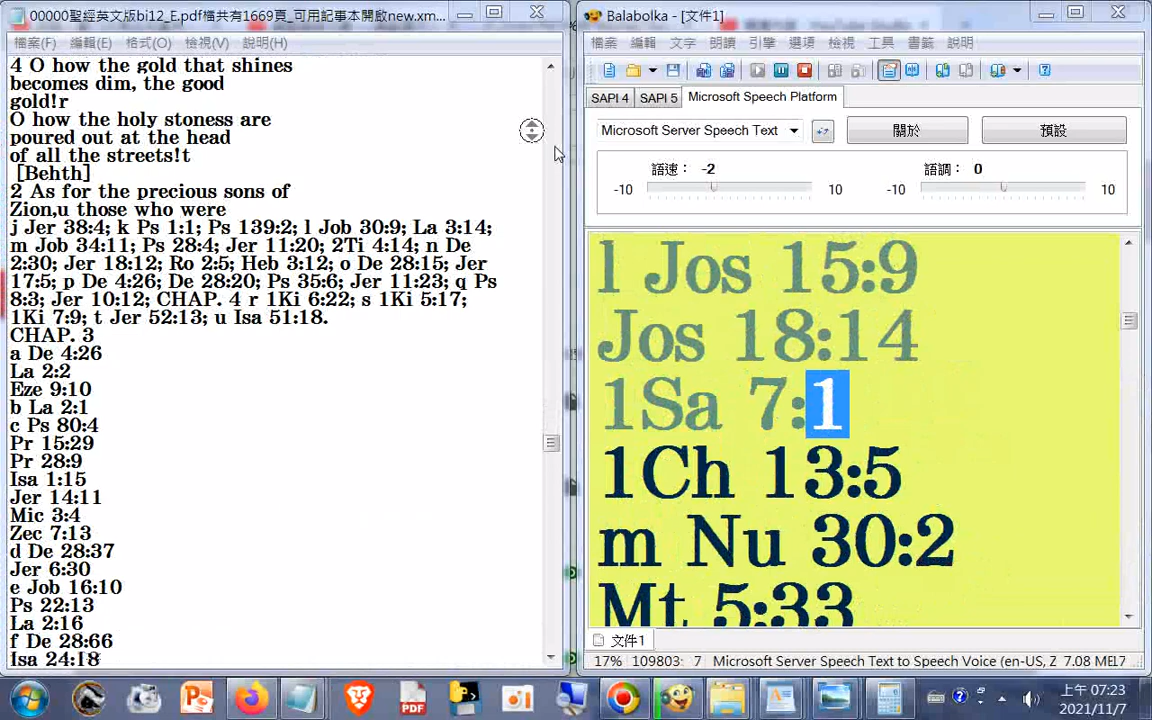 00000聖經英文版bi12_E.pdf檔共有1669頁_可用記事本開啟new.xm...
檔案(F) 編輯(E) 格式(O) 檢視(V) 說明(H)
4 O how the gold that shines
becomes dim, the good
gold!r
O how the holy stoness are
poured out at the head
of all the streets!t
[Behth]
2 As for the precious sons of
Zion,u those who were
j Jer 38:4; k Ps 1:1; Ps 139:2; l Job 30:9; La 3:14;
m Job 34:11; Ps 28:4; Jer 11:20; 2Ti 4:14; n De
2:30; Jer 18:12; Ro 2:5; Heb 3:12; o De 28:15; Jer
17:5; p De 4:26; De 28:20; Ps 35:6; Jer 11:23; q Ps
8:3; Jer 10:12; CHAP. 4 r 1Ki 6:22; s 1Ki 5:17;
1Ki 7:9; t Jer 52:13; u Isa 51:18.
CHAP. 3
a De 4:26
La 2:2
Eze 9:10
b La 2:1
c Ps 80:4
Pr 15:29
Pr 28:9
Isa 1:15
Jer 14:11
Mic 3:4
Zec 7:13
d De 28:37
Jer 6:30
e Job 16:10
Ps 22:13
La 2:16
f De 28:66
Isa 24:18
Balabolka - [文件1]
檔案 編輯 文字 朗讀 引擎 選項 檢視 工具 書籤 說明
SAPI 4 SAPI 5 Microsoft Speech Platform
Microsoft Server Speech Text 關於 預設
語速： -2 語調： 0
-10 10 -10 10
l Jos 15:9
Jos 18:14
1Sa 7:1
1Ch 13:5
m Nu 30:2
Mt 5:33
文件1
17% 109803: 7 Microsoft Server Speech Text to Speech Voice (en-US, Z 7.08 MEL7
PDF
上午 07:23
2021/11/7